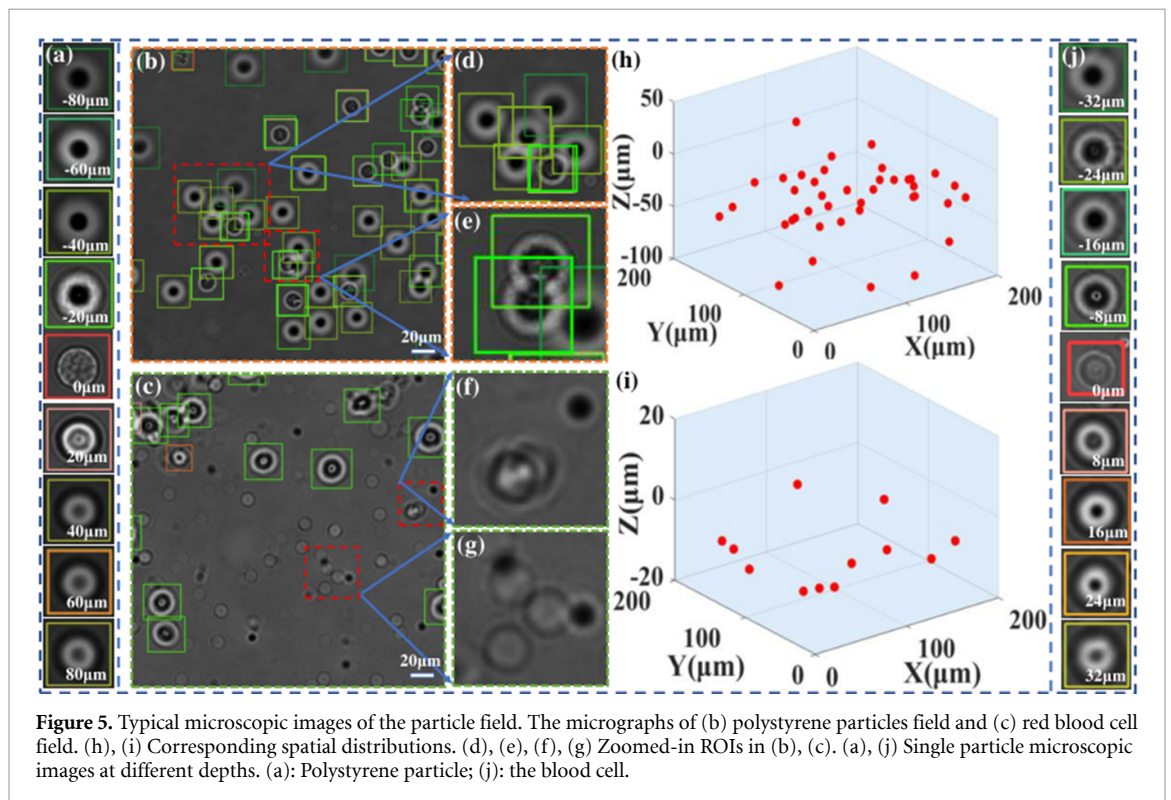 (a)
-80µm
-60µm
-40µm
-20µm
0µm
20µm
40µm
60µm
80µm
(b)
20µm
(c)
20µm
(d)
(e)
(f)
(g)
(h)
50
0
-50
-100
Z(µm)
200
100
0
Y(µm)
0
100
200
X(µm)
(i)
20
0
-20
Z(µm)
200
100
0
Y(µm)
0
100
200
X(µm)
(j)
-32µm
-24µm
-16µm
-8µm
0µm
8µm
16µm
24µm
32µm
Figure 5. Typical microscopic images of the particle field. The micrographs of (b) polystyrene particles field and (c) red blood cell
field. (h), (i) Corresponding spatial distributions. (d), (e), (f), (g) Zoomed-in ROIs in (b), (c). (a), (j) Single particle microscopic
images at different depths. (a): Polystyrene particle; (j): the blood cell.